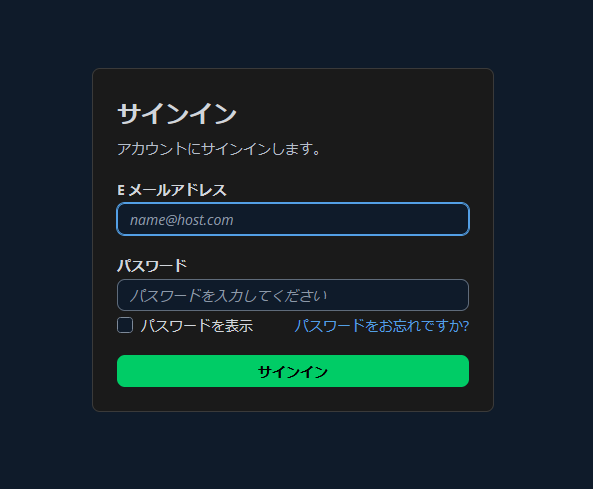 サインイン
アカウントにサインインします。
E メールアドレス
name@host.com
パスワード
パスワードを入力してください
パスワードを表示 パスワードをお忘れですか?
サインイン